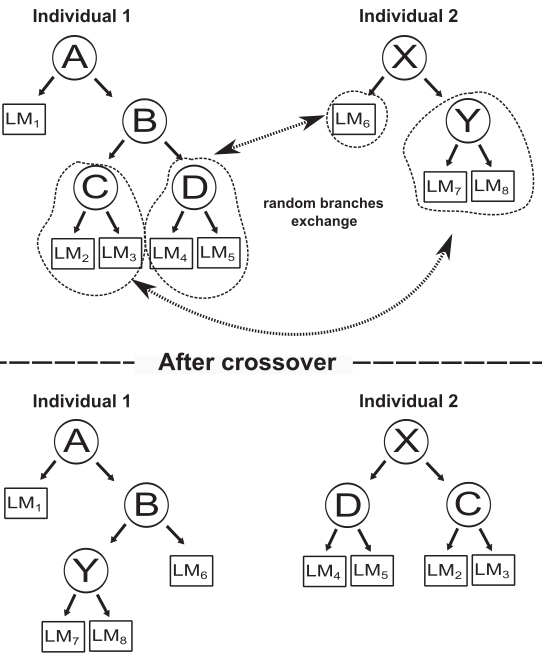 Individual 1
Individual 2
A
X
LM₁
B
LM₆
Y
C
D
LM₇
LM₈
random branches
exchange
LM₂
LM₃
LM₄
LM₅
After crossover
Individual 1
Individual 2
A
X
LM₁
B
D
C
Y
LM₆
LM₄
LM₅
LM₂
LM₃
LM₇
LM₈